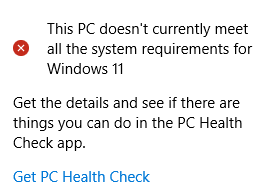 This PC doesn't currently meet
all the system requirements for
Windows 11
Get the details and see if there are
things you can do in the PC Health
Check app.
Get PC Health Check